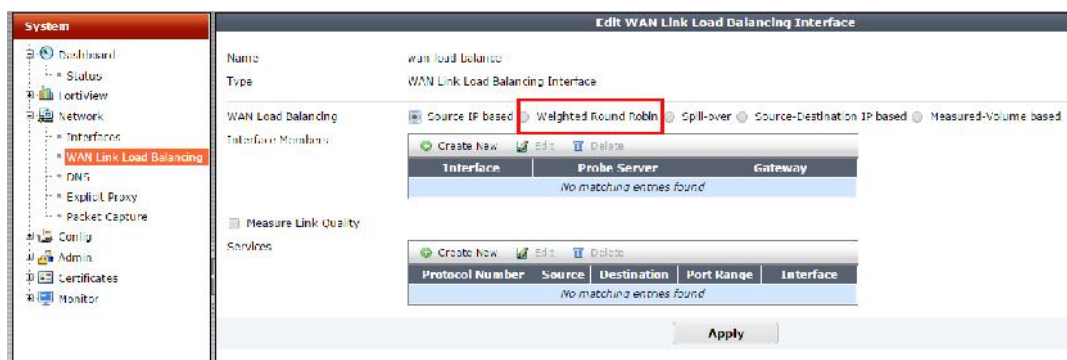 System
Edit WAN Link Load Balancing Interface
Dashboard
Status
FortiView
Network
Interfaces
WAN Link Load Balancing
DNS
Explicit Proxy
Packet Capture
Config
Admin
Certificates
Monitor
Name wan-load-balance
Type WAN Link Load Balancing Interface
WAN Load Balancing Source IP based Weighted Round Robin Spill-over Source-Destination IP based Measured-Volume based
Interface Members
Create New Edit Delete
Interface Probe Server Gateway
No matching entries found
Measure Link Quality
Services
Create New Edit Delete
Protocol Number Source Destination Port Range Interface
No matching entries found
Apply